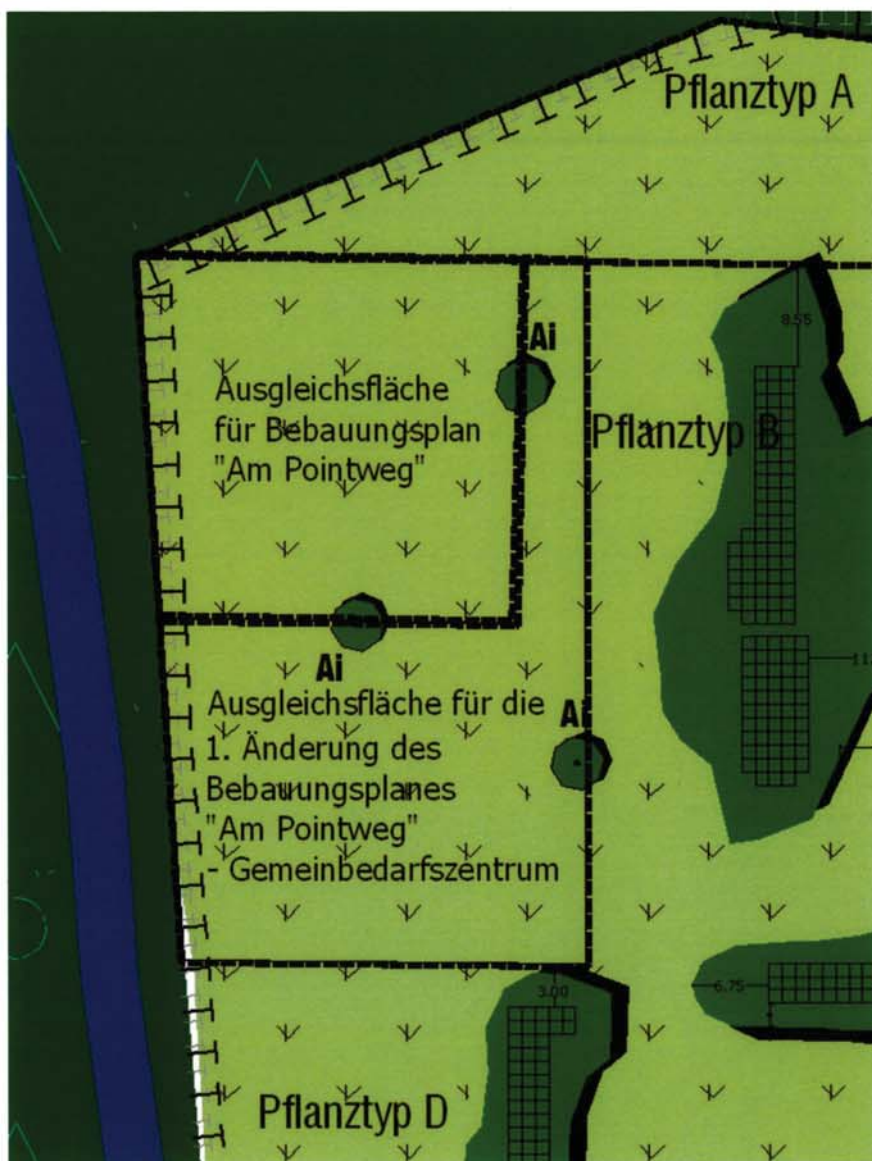 Pflanztyp A
8.55
Ai
Ausgleichsfläche
für Bebauungsplan
"Am Pointweg"
Pflanztyp B
Ai
11.
Ausgleichsfläche für die
Ai
1. Änderung des
Bebauungsplanes
"Am Pointweg"
- Gemeinbedarfszentrum
3.00
6.75
Pflanztyp D